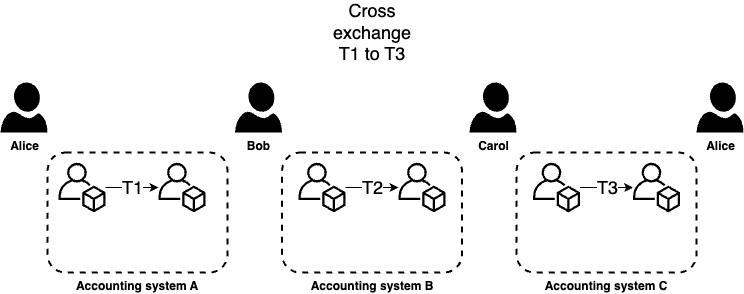 Cross
exchange
T1 to T3
Alice
Bob
Carol
Alice
T1
T2
T3
Accounting system A
Accounting system B
Accounting system C